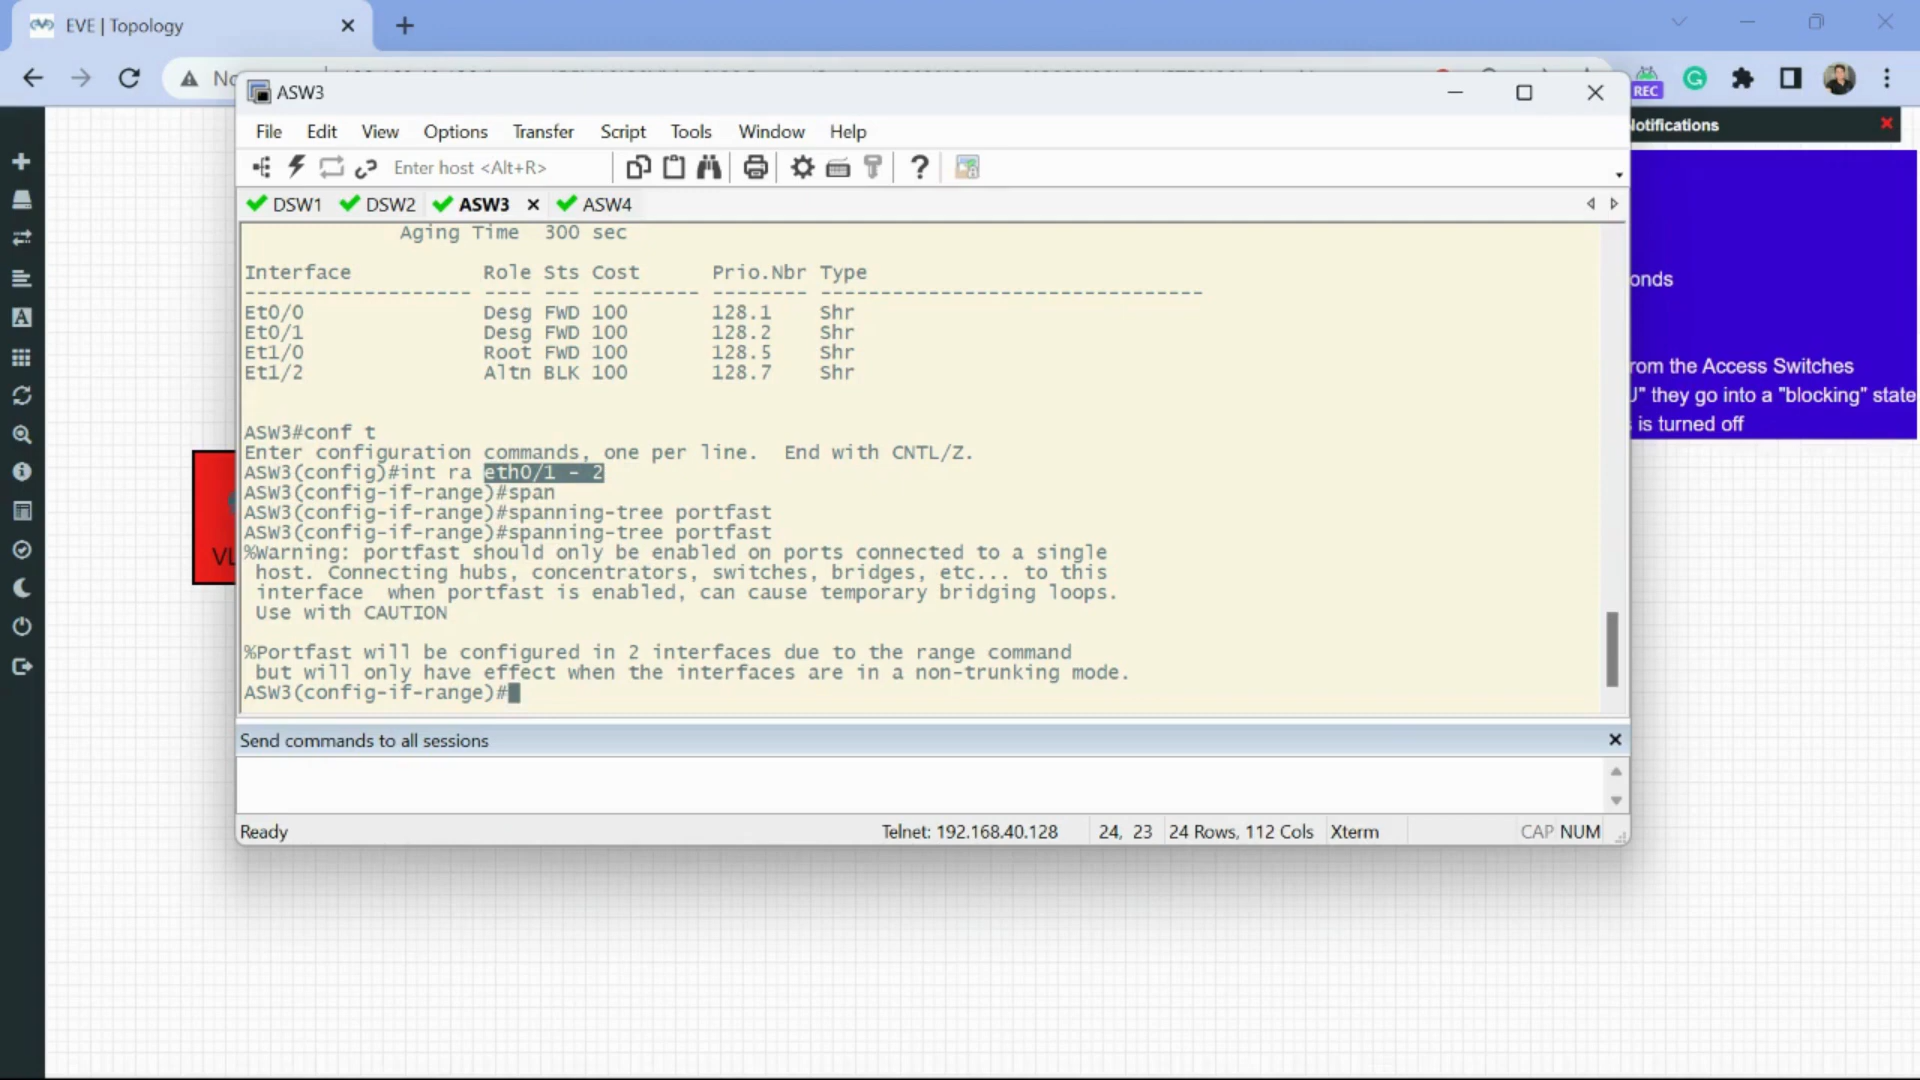 EVE | Topology
REC
ASW3
File Edit View Options Transfer Script Tools Window Help
Enter host <Alt+R>
DSW1 DSW2 ASW3 ASW4
Notifications
Aging Time 300 sec
Interface Role Sts Cost Prio.Nbr Type
------------------- ---- --- --------- -------- --------------------------------
Et0/0 Desg FWD 100 128.1 Shr
Et0/1 Desg FWD 100 128.2 Shr
Et1/0 Root FWD 100 128.5 Shr
Et1/2 Altn BLK 100 128.7 Shr
onds
rom the Access Switches
U" they go into a "blocking" state
is turned off
ASW3#conf t
Enter configuration commands, one per line. End with CNTL/Z.
ASW3(config)#int ra eth0/1 - 2
ASW3(config-if-range)#span
ASW3(config-if-range)#spanning-tree portfast
ASW3(config-if-range)#spanning-tree portfast
%Warning: portfast should only be enabled on ports connected to a single
host. Connecting hubs, concentrators, switches, bridges, etc... to this
interface when portfast is enabled, can cause temporary bridging loops.
Use with CAUTION
VL
%Portfast will be configured in 2 interfaces due to the range command
but will only have effect when the interfaces are in a non-trunking mode.
ASW3(config-if-range)#
Send commands to all sessions
Ready Telnet: 192.168.40.128 24, 23 24 Rows, 112 Cols Xterm CAP NUM